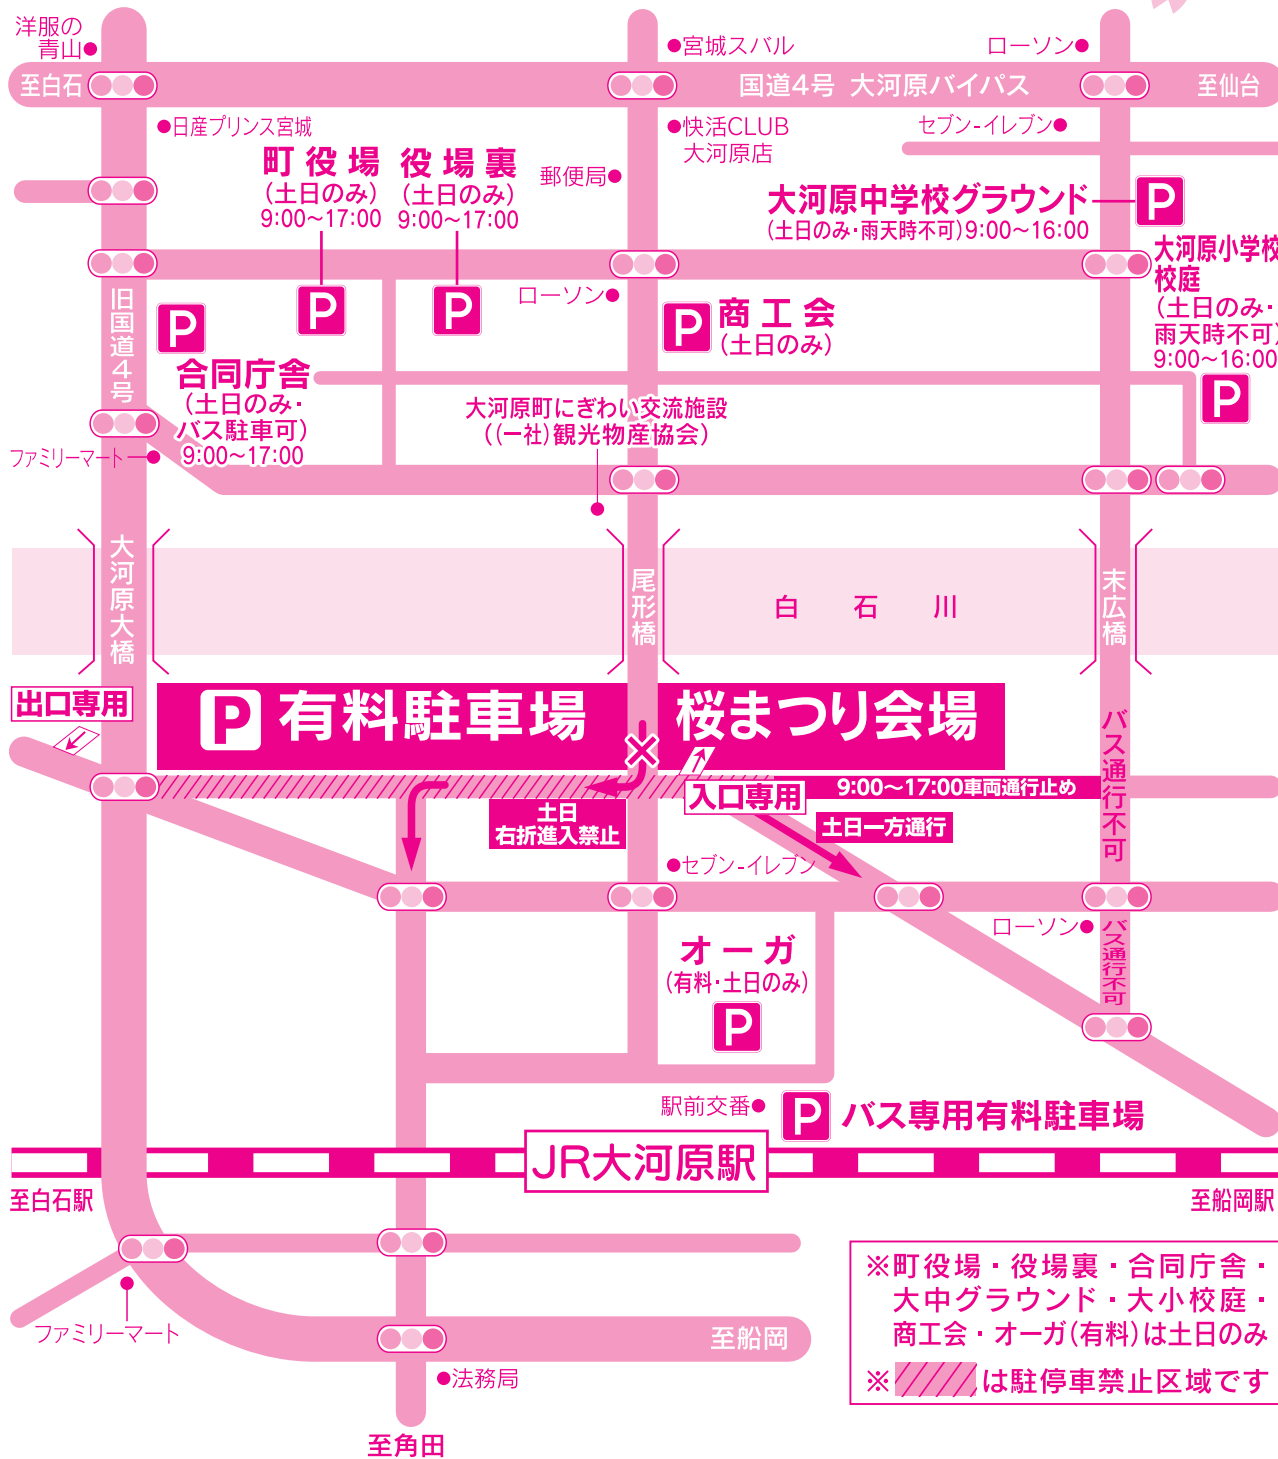 洋服の
青山
宮城スバル
ローソン
至白石
国道4号 大河原バイパス
至仙台
日産プリンス宮城
快活CLUB
大河原店
セブン-イレブン
町役場
(土日のみ)
9:00~17:00
役場裏
(土日のみ)
9:00~17:00
郵便局
大河原中学校グラウンド
(土日のみ・雨天時不可)9:00~16:00
P
大河原小学校
校庭
(土日のみ・
雨天時不可)
9:00~16:00
P
旧国道4号
P
合同庁舎
(土日のみ・
バス駐車可)
9:00~17:00
P
P
ローソン
P
商工会
(土日のみ)
ファミリーマート
大河原町にぎわい交流施設
((一社)観光物産協会)
大河原大橋
尾形橋
白石川
末広橋
出口専用
P 有料駐車場
桜まつり会場
バス通行不可
入口専用
9:00~17:00車両通行止め
土日
右折進入禁止
土日一方通行
セブン-イレブン
ローソン
バス通行不可
オーガ
(有料・土日のみ)
P
駅前交番
P
バス専用有料駐車場
JR大河原駅
至白石駅
至船岡駅
ファミリーマート
至船岡
法務局
至角田
※町役場・役場裏・合同庁舎・
大中グラウンド・大小校庭・
商工会・オーガ(有料)は土日のみ
※は駐停車禁止区域です